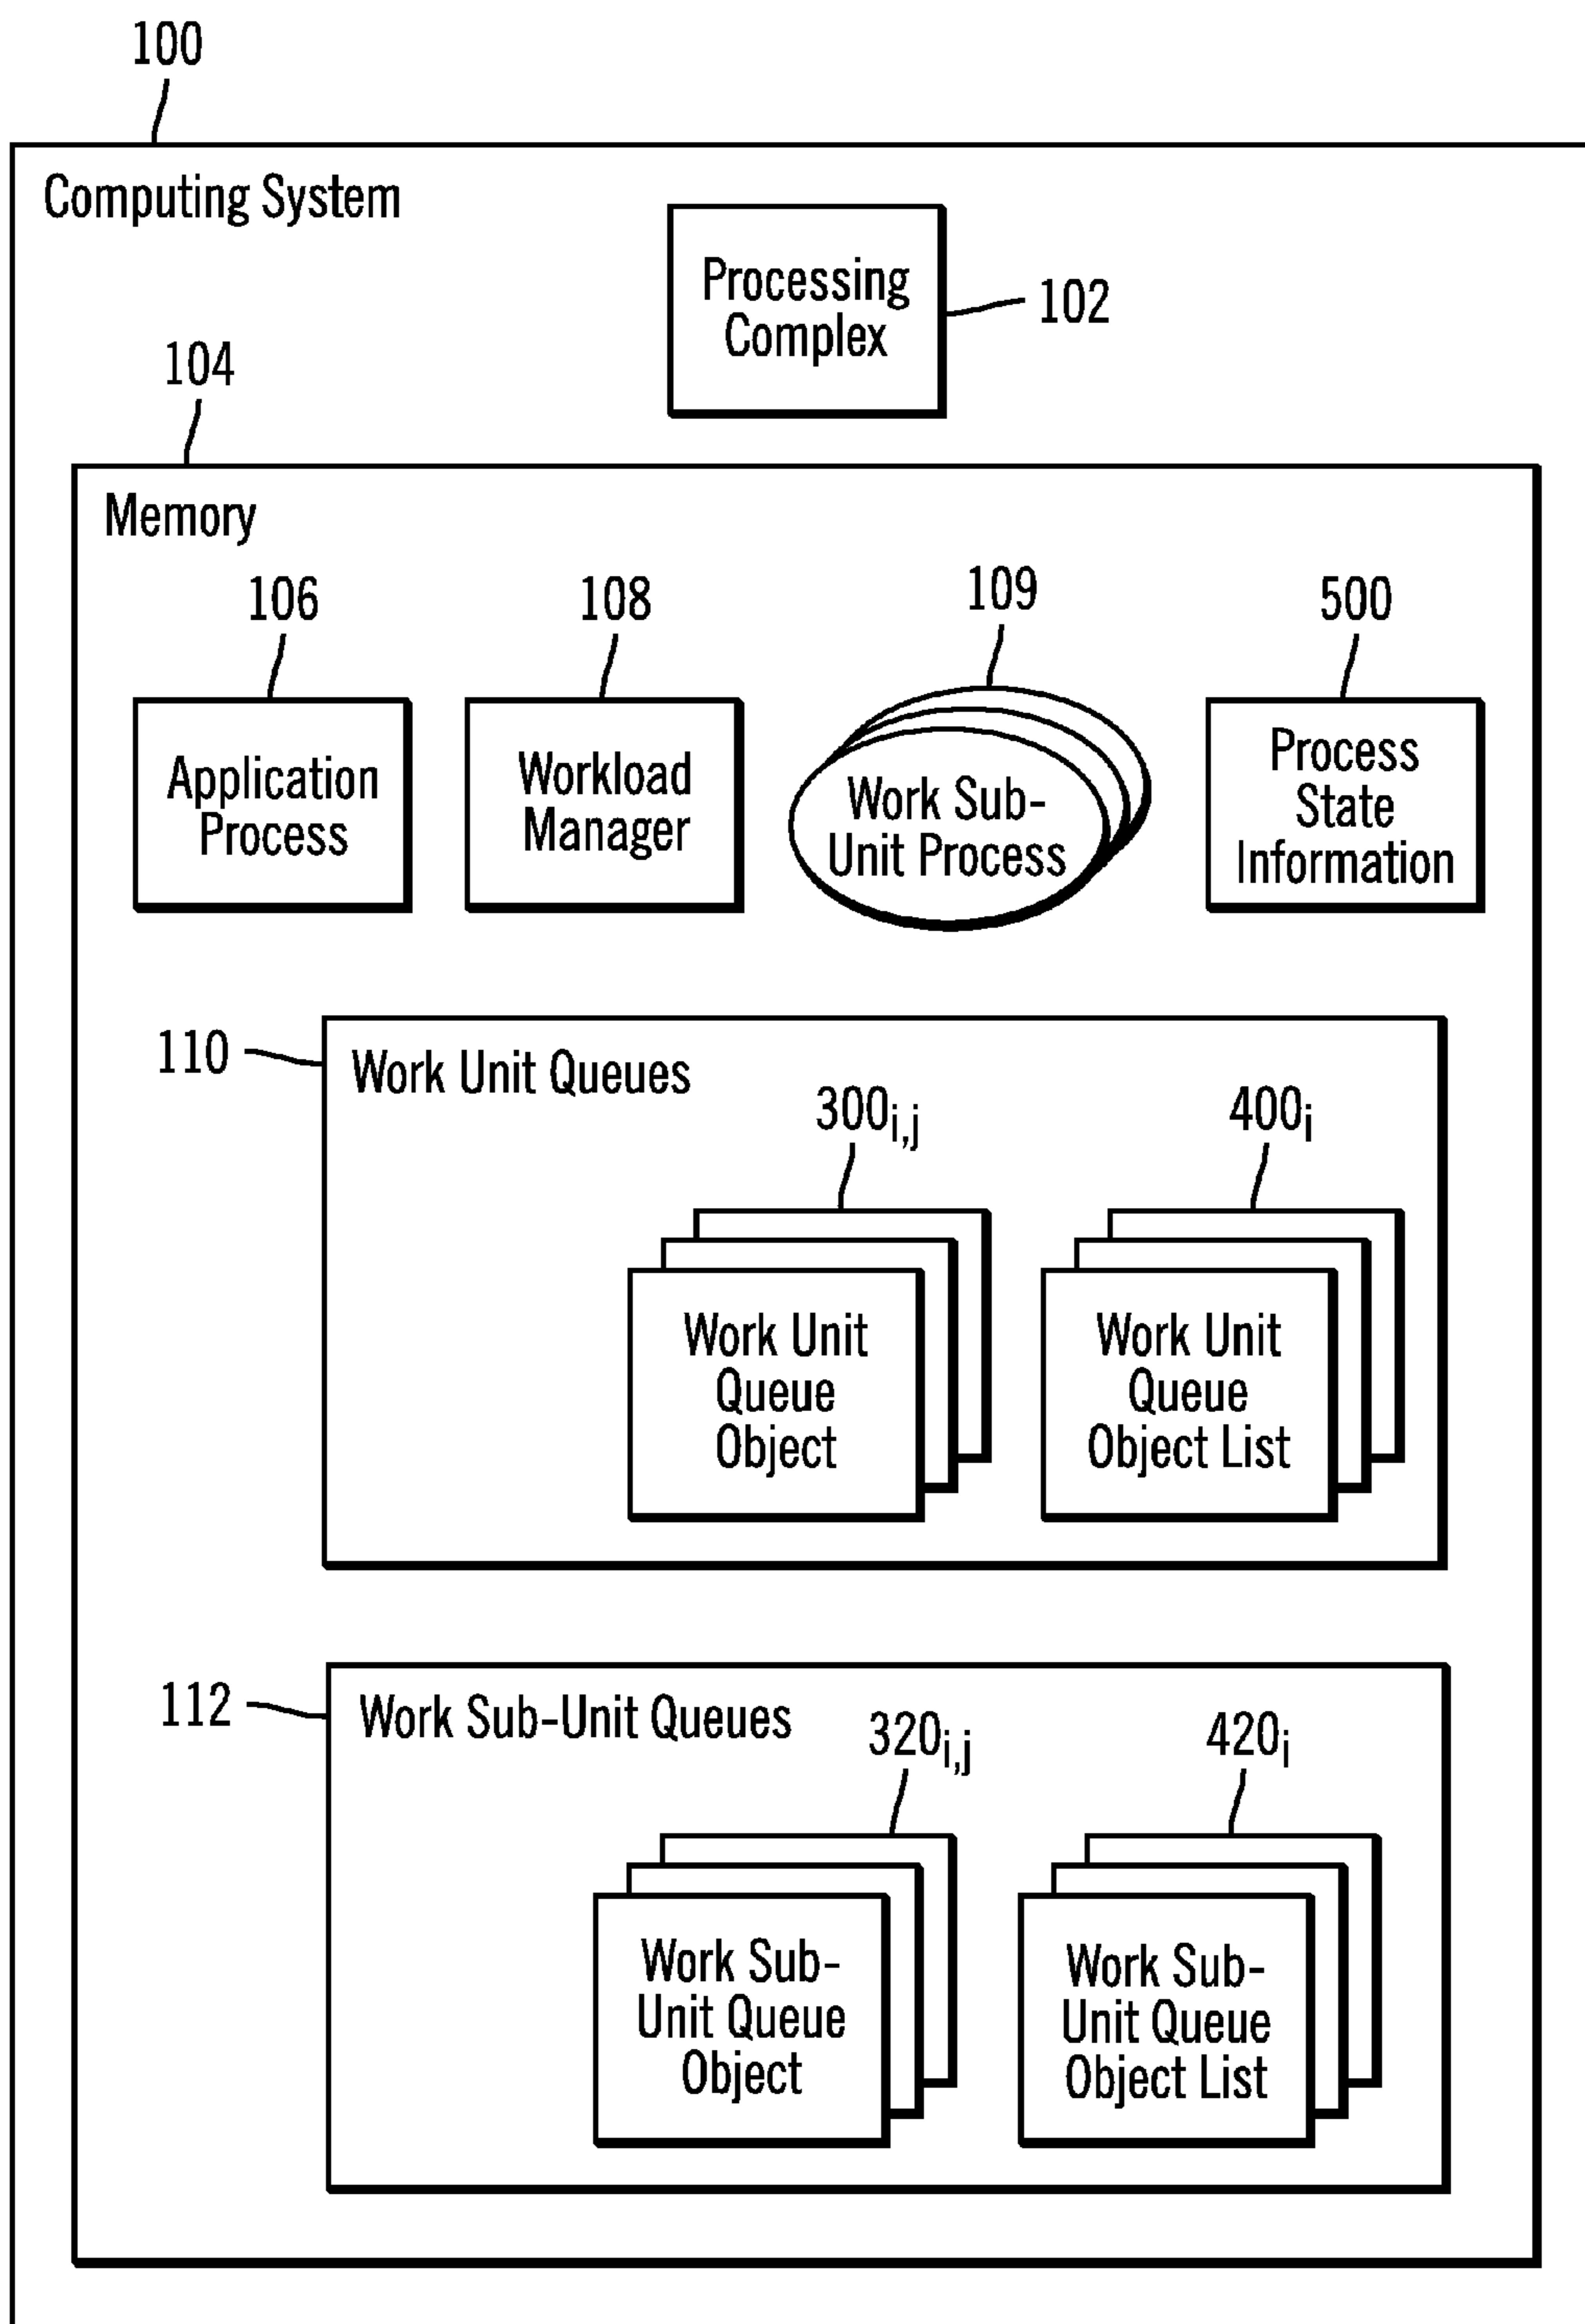 100
Computing System
Processing
Complex
102
104
Memory
106
108
109
500
Application
Process
Workload
Manager
Work Sub-
Unit Process
Process
State
Information
110
Work Unit Queues
300i,j
400i
Work Unit
Queue
Object
Work Unit
Queue
Object List
112
Work Sub-Unit Queues
320i,j
420i
Work Sub-
Unit Queue
Object
Work Sub-
Unit Queue
Object List